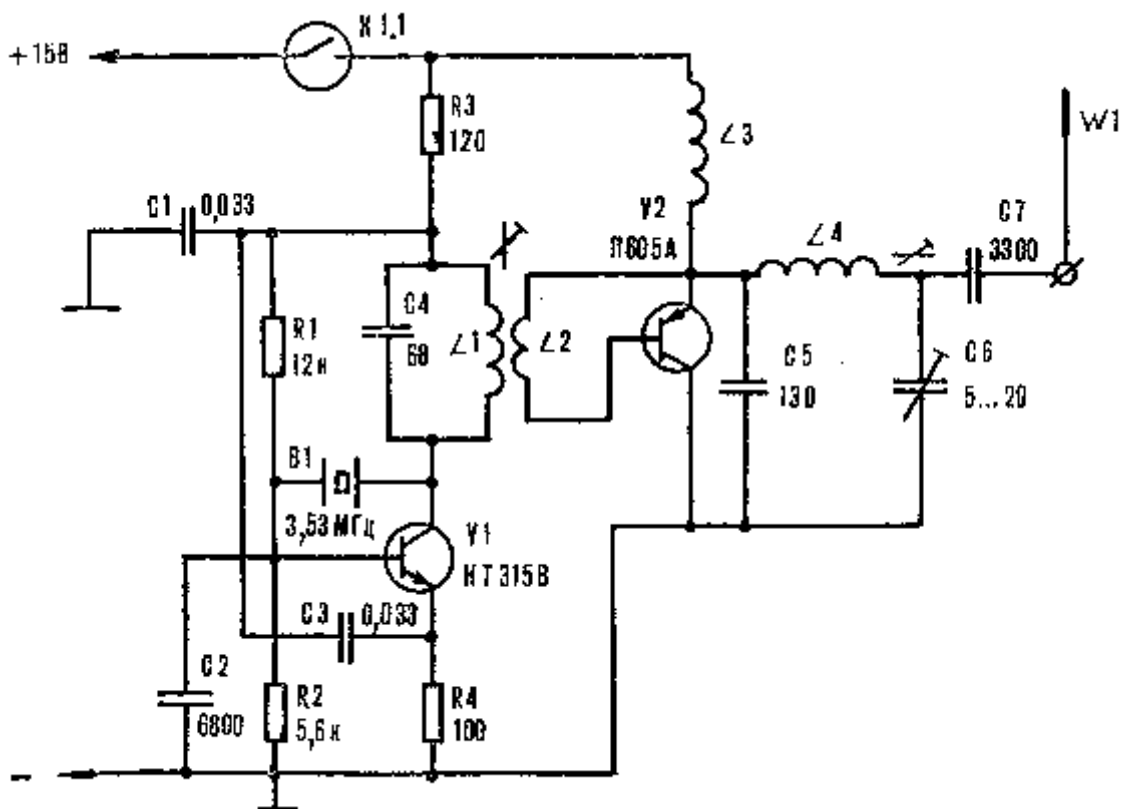 +15В
К1.1
R3
120
L3
W1
C1
0,033
V2
П605А
L4
C7
3300
R1
12к
C4
68
L1
L2
C5
130
C6
5...20
B1
3,53 МГц
V1
КТ315В
C3
0,033
C2
6800
R2
5,6к
R4
100
–